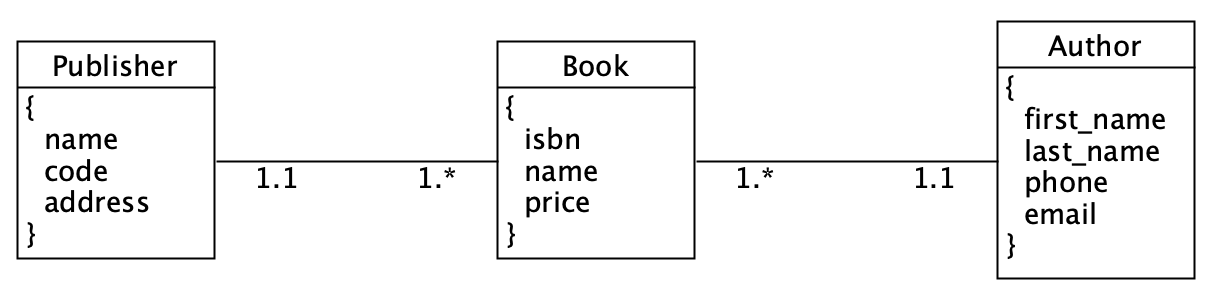 Publisher
{
name
code
address
}
1.1
1.*
Book
{
isbn
name
price
}
1.*
1.1
Author
{
first_name
last_name
phone
email
}